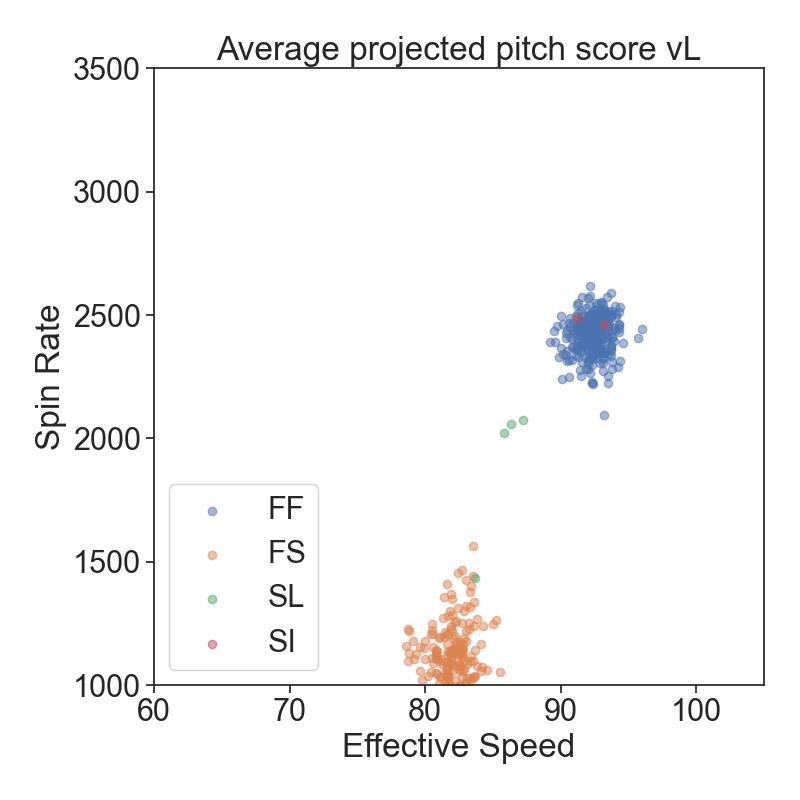 Average projected pitch score vL
3500
3000
2500
2000
1500
1000
Spin Rate
FF
FS
SL
SI
60 70 80 90 100
Effective Speed